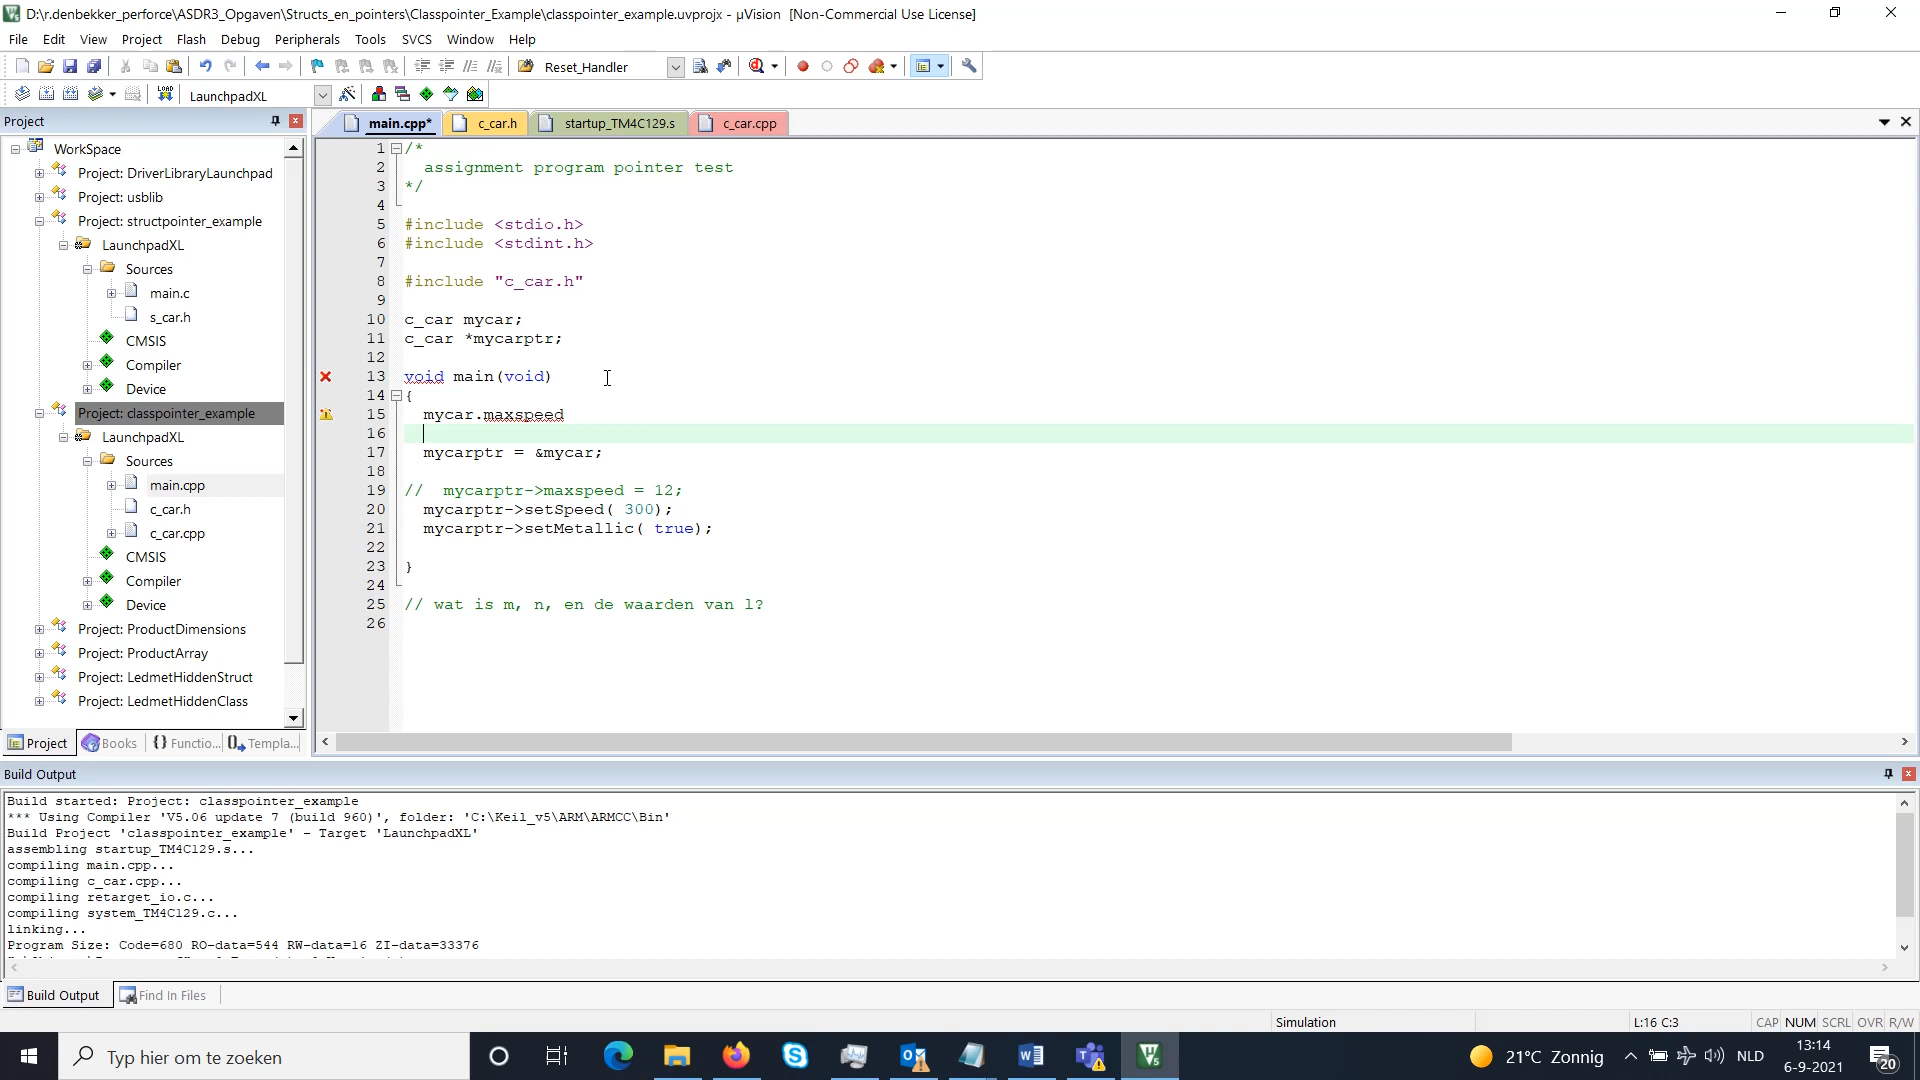 D:\r.denbekker_perforce\ASDR3_Opgaven\Structs_en_pointers\Classpointer_Example\classpointer_example.uvprojx - µVision [Non-Commercial Use License]
File Edit View Project Flash Debug Peripherals Tools SVCS Window Help
Reset_Handler
LOAD LaunchpadXL
Project
WorkSpace
Project: DriverLibraryLaunchpad
Project: usblib
Project: structpointer_example
LaunchpadXL
Sources
main.c
s_car.h
CMSIS
Compiler
Device
Project: classpointer_example
LaunchpadXL
Sources
main.cpp
c_car.h
c_car.cpp
CMSIS
Compiler
Device
Project: ProductDimensions
Project: ProductArray
Project: LedmetHiddenStruct
Project: LedmetHiddenClass
Project Books {} Functio... Templa...
main.cpp* c_car.h startup_TM4C129.s c_car.cpp
1 /*
2 assignment program pointer test
3 */
4
5 #include <stdio.h>
6 #include <stdint.h>
7
8 #include "c_car.h"
9
10 c_car mycar;
11 c_car *mycarptr;
12
13 void main(void)
14 {
15 mycar.maxspeed
16
17 mycarptr = &mycar;
18
19 // mycarptr->maxspeed = 12;
20 mycarptr->setSpeed( 300);
21 mycarptr->setMetallic( true);
22
23 }
24
25 // wat is m, n, en de waarden van l?
26
Build Output
Build started: Project: classpointer_example
*** Using Compiler 'V5.06 update 7 (build 960)', folder: 'C:\Keil_v5\ARM\ARMCC\Bin'
Build Project 'classpointer_example' - Target 'LaunchpadXL'
assembling startup_TM4C129.s...
compiling main.cpp...
compiling c_car.cpp...
compiling retarget_io.c...
compiling system_TM4C129.c...
linking...
Program Size: Code=680 RO-data=544 RW-data=16 ZI-data=33376
Build Output Find In Files
Simulation L:16 C:3 CAP NUM SCRL OVR R/W
Typ hier om te zoeken 21°C Zonnig NLD 13:14
6-9-2021 20